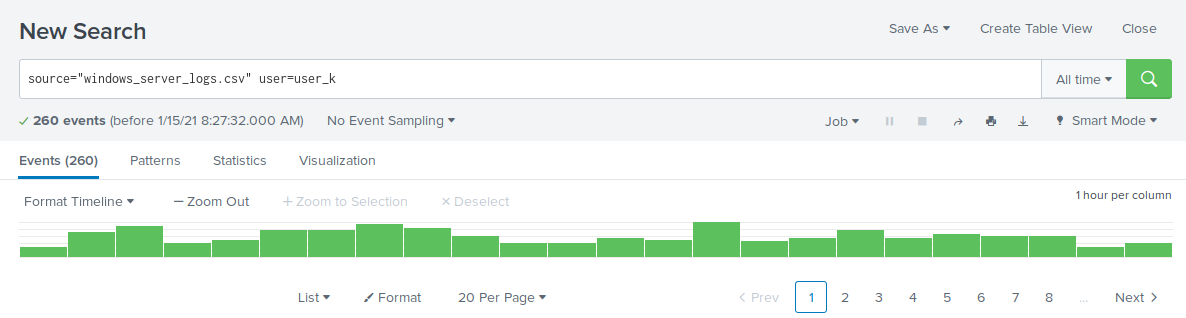 New Search
Save As
Create Table View
Close
source="windows_server_logs.csv" user=user_k
All time
260 events (before 1/15/21 8:27:32.000 AM)
No Event Sampling
Job
Smart Mode
Events (260)
Patterns
Statistics
Visualization
Format Timeline
— Zoom Out
+ Zoom to Selection
× Deselect
1 hour per column
List
Format
20 Per Page
< Prev
1
2
3
4
5
6
7
8
...
Next >